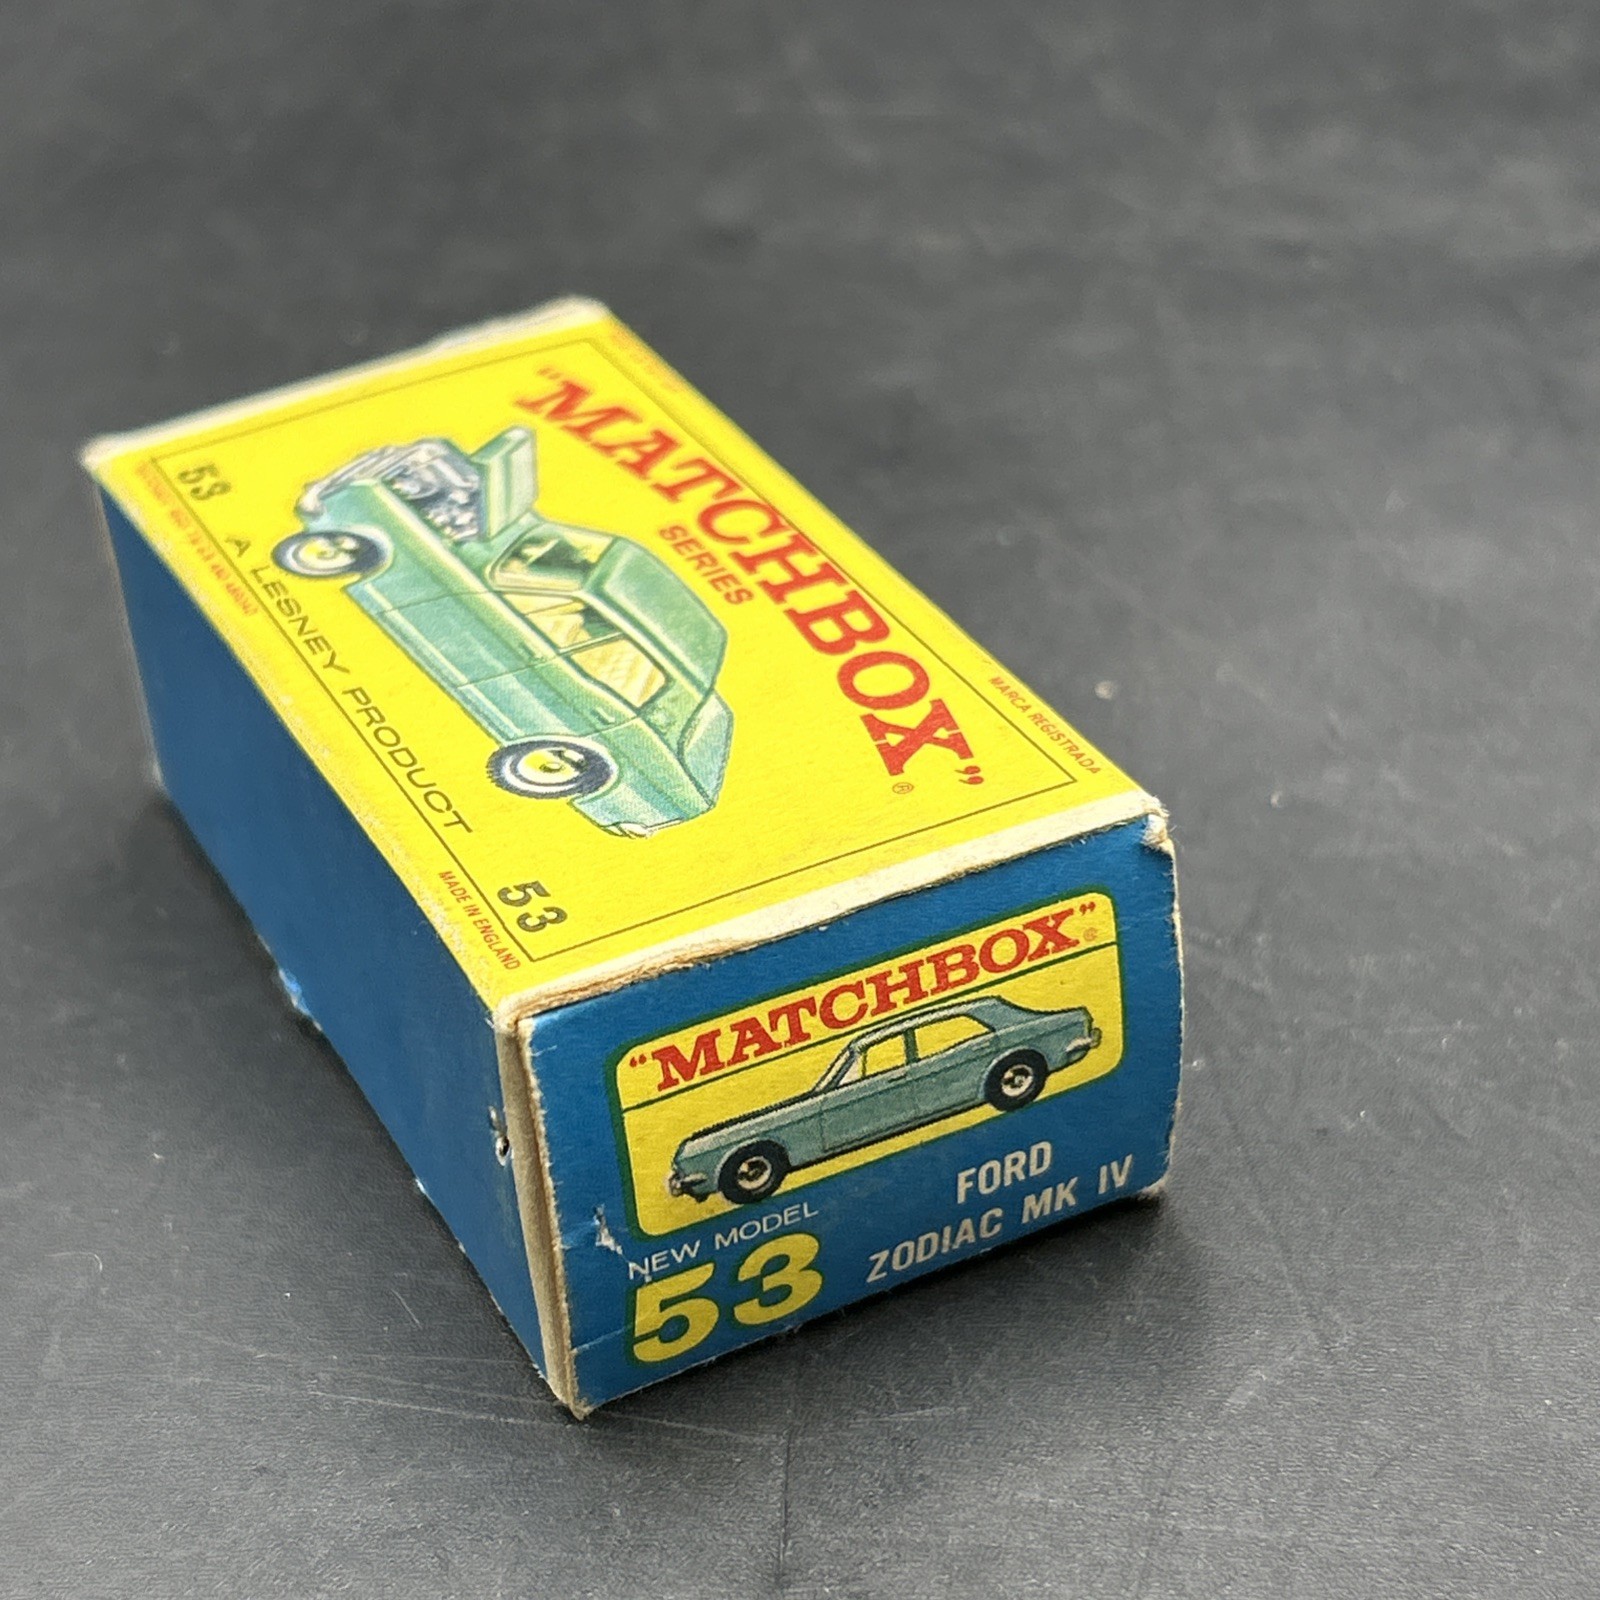 "MATCHBOX"
®
SERIES
MARCA REGISTRADA
53 A LESNEY PRODUCT 53
MADE IN ENGLAND
"MATCHBOX"
NEW MODEL
53
FORD
ZODIAC MK IV